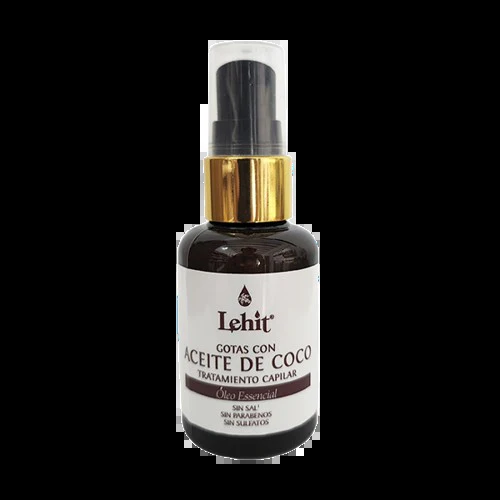 Lehit®
GOTAS CON
ACEITE DE COCO
TRATAMIENTO CAPILAR
Óleo Essencial
SIN SAL
SIN PARABENOS
SIN SULFATOS